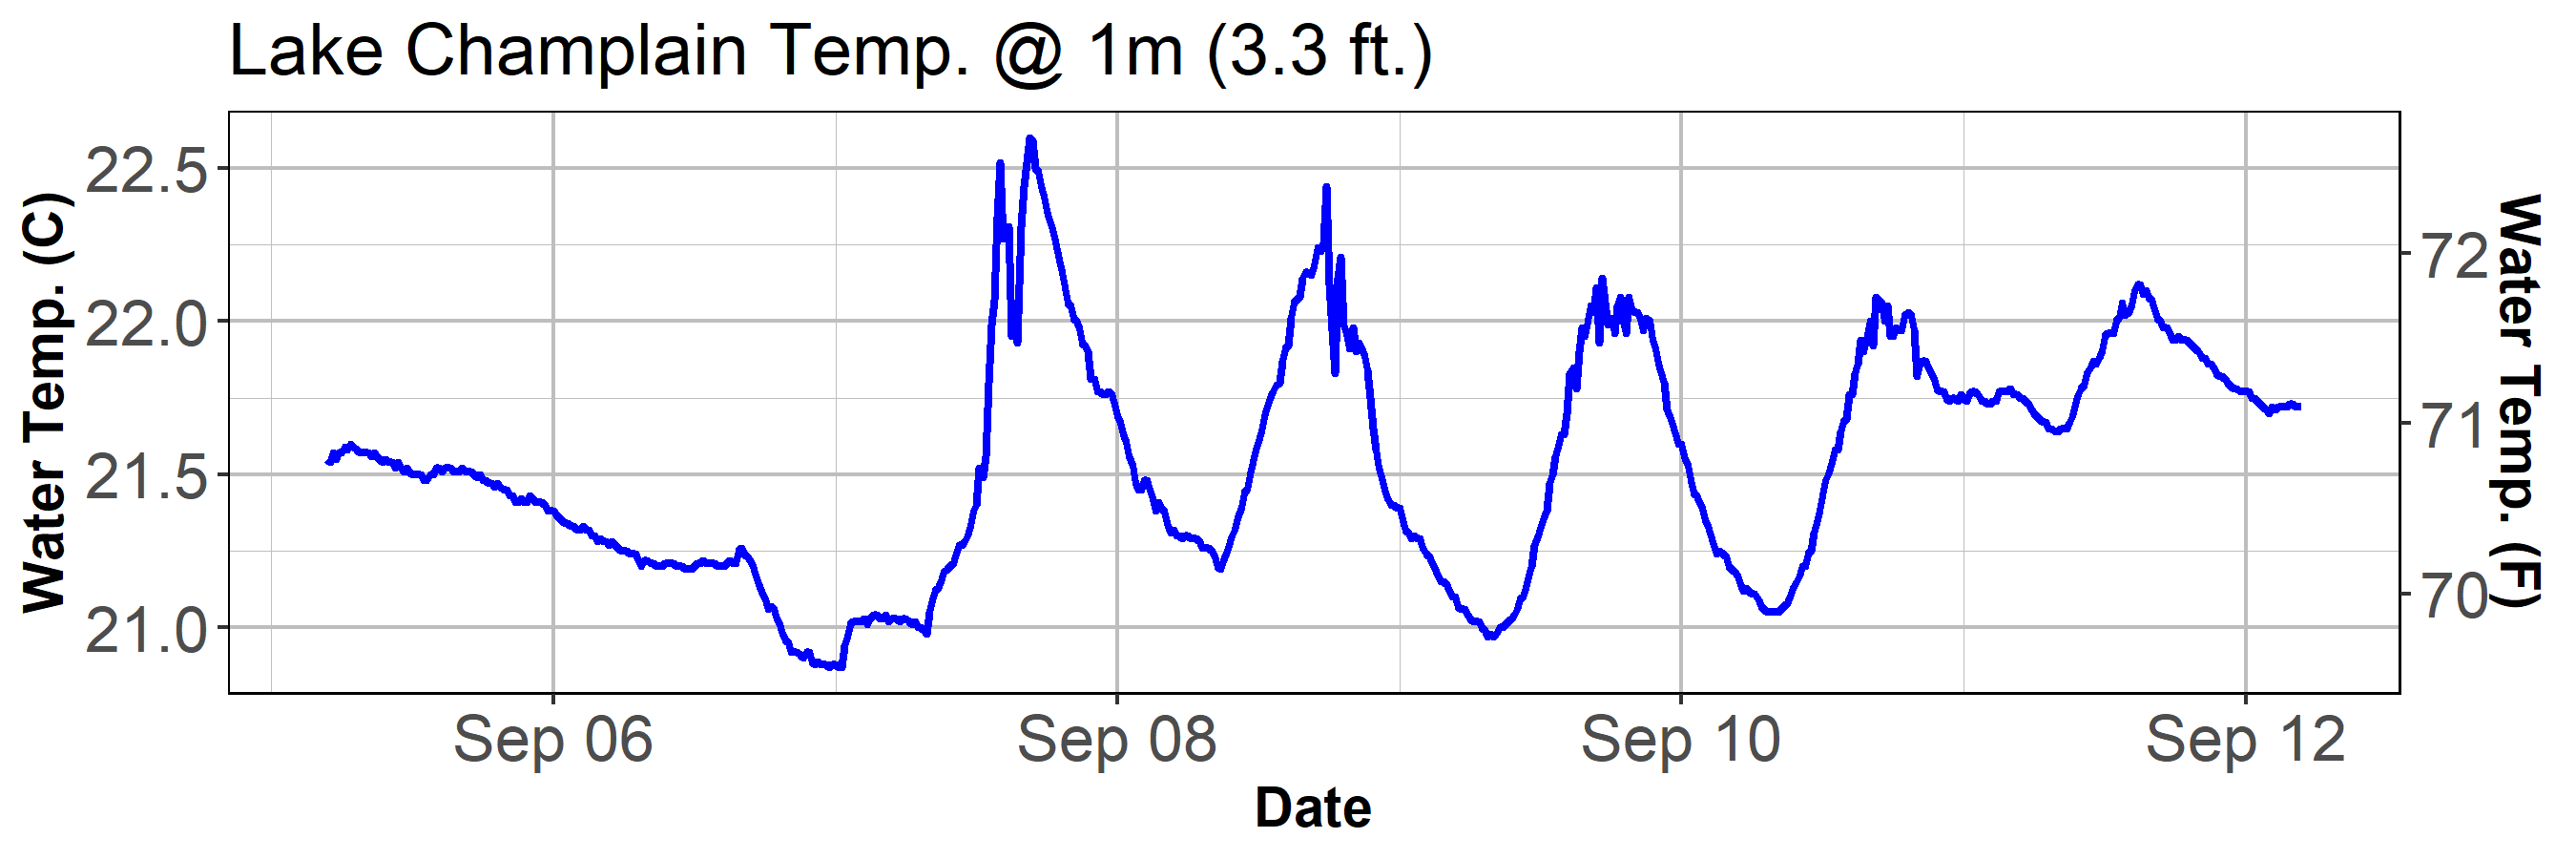 Lake Champlain Temp. @ 1m (3.3 ft.)
Water Temp. (C)
22.5
22.0
21.5
21.0
72
71
70
Water Temp. (F)
Sep 06
Sep 08
Sep 10
Sep 12
Date